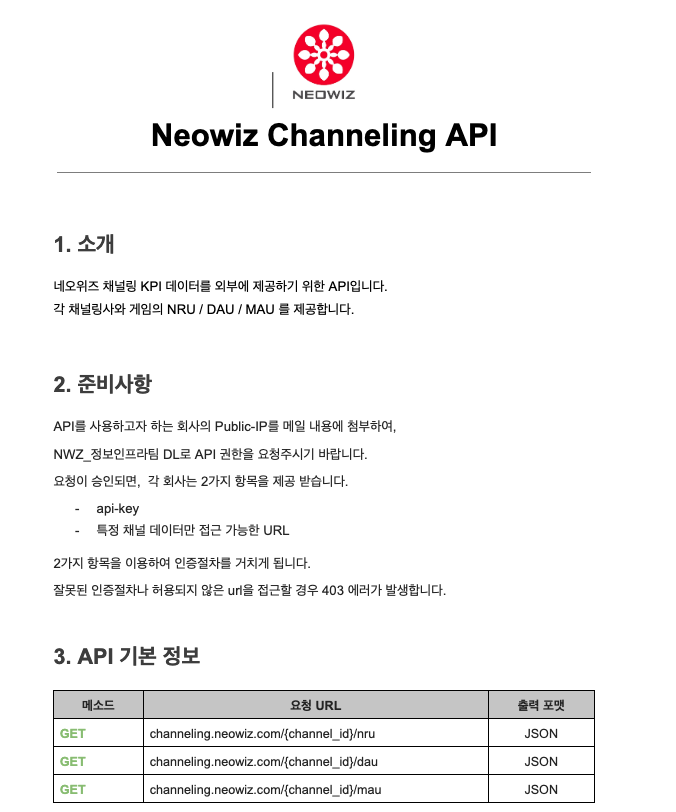 NEOWIZ
Neowiz Channeling API
1. 소개
네오위즈 채널링 KPI 데이터를 외부에 제공하기 위한 API입니다.
각 채널링사와 게임의 NRU / DAU / MAU 를 제공합니다.
2. 준비사항
API를 사용하고자 하는 회사의 Public-IP를 메일 내용에 첨부하여,
NWZ_정보인프라팀 DL로 API 권한을 요청주시기 바랍니다.
요청이 승인되면, 각 회사는 2가지 항목을 제공 받습니다.
- api-key
- 특정 채널 데이터만 접근 가능한 URL
2가지 항목을 이용하여 인증절차를 거치게 됩니다.
잘못된 인증절차나 허용되지 않은 url을 접근할 경우 403 에러가 발생합니다.
3. API 기본 정보
메소드 요청 URL 출력 포맷
GET channeling.neowiz.com/{channel_id}/nru JSON
GET channeling.neowiz.com/{channel_id}/dau JSON
GET channeling.neowiz.com/{channel_id}/mau JSON